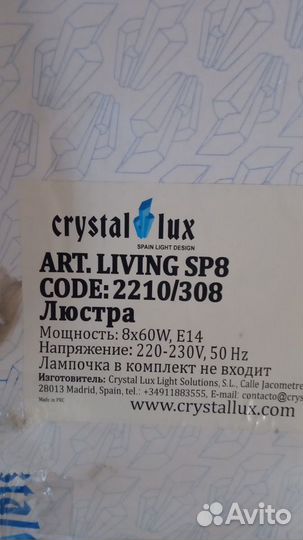 crystal lux
SPAIN LIGHT DESIGN
ART. LIVING SP8
CODE: 2210/308
Люстра
Мощность: 8x60W, E14
Напряжение: 220-230V, 50 Hz
Лампочка в комплект не входит
Изготовитель: Crystal Lux Light Solutions, S.L., Calle Jacometre
28013 Madrid, Spain, tel.: +34911883555, E-mail: contacto@crys
Made in PRC
www.crystallux.com
Avito